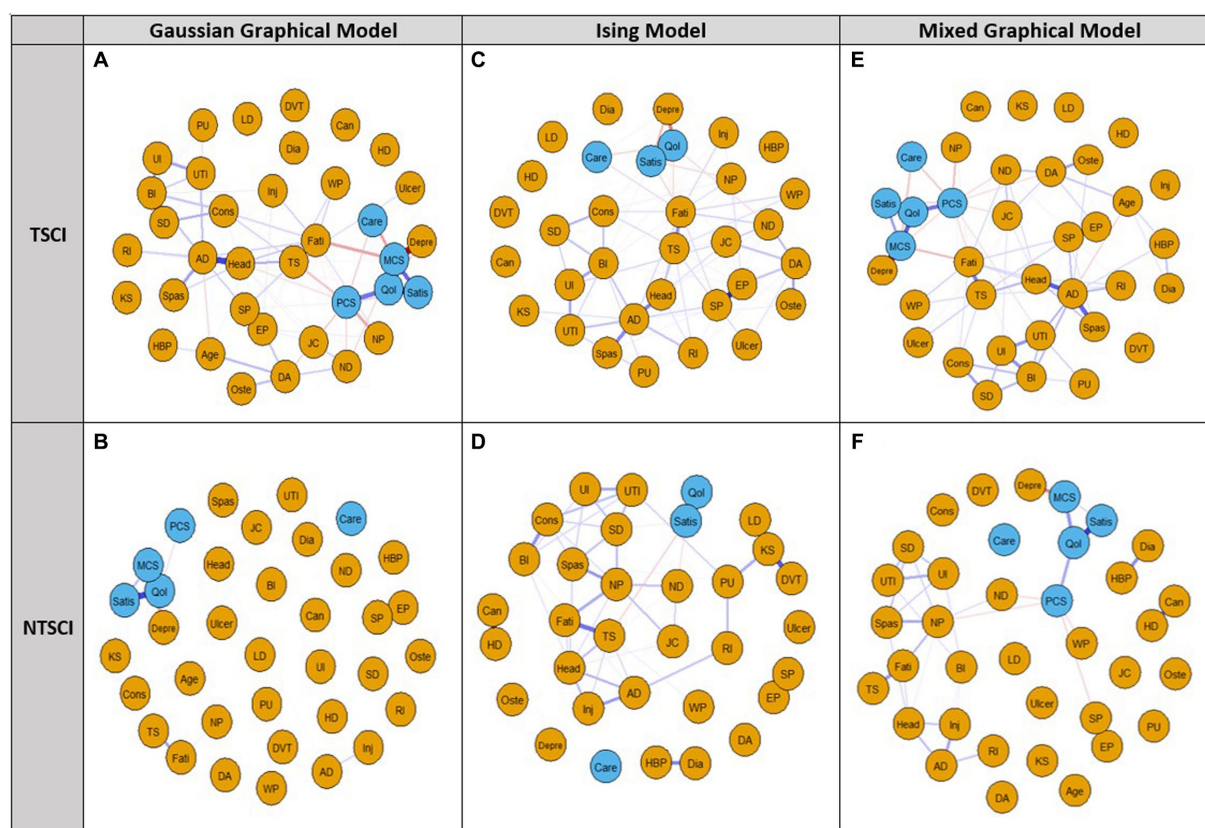 Gaussian Graphical Model
Ising Model
Mixed Graphical Model
TSCI
A
DVT
LD
PU
Can
Dia
HD
UI
UTI
BI
Inj
WP
Ulcer
SD
Cons
Care
Depre
Fati
RI
AD
Head
TS
MCS
Spas
Qol
Satis
KS
SP
PCS
EP
HBP
Age
JC
NP
Oste
DA
ND
C
Dia
Depre
LD
Inj
Care
Qol
Satis
HBP
HD
NP
WP
DVT
Cons
Fati
SD
ND
Can
BI
TS
JC
DA
UI
Head
EP
KS
SP
Oste
UTI
AD
Spas
RI
Ulcer
PU
E
Can
KS
LD
HD
Care
NP
ND
DA
Oste
Satis
Qol
PCS
JC
Age
Inj
MCS
SP
EP
HBP
Depre
Fati
WP
TS
Head
AD
RI
Dia
Spas
Ulcer
UTI
Cons
UI
BI
DVT
SD
PU
NTSCI
B
Spas
UTI
PCS
JC
Care
Dia
MCS
Head
ND
HBP
Satis
Qol
BI
Depre
Ulcer
Can
SP
EP
KS
LD
UI
SD
Oste
Cons
Age
PU
TS
NP
HD
RI
Fati
DVT
Inj
DA
WP
AD
D
UI
UTI
Qol
Satis
Cons
SD
LD
BI
Spas
KS
NP
ND
PU
DVT
Can
Fati
TS
Ulcer
HD
Head
JC
RI
SP
Oste
Inj
AD
WP
EP
Depre
DA
Care
HBP
Dia
F
Depre
DVT
MCS
Cons
Satis
Care
Qol
SD
Dia
UTI
UI
HBP
ND
PCS
Can
Spas
NP
HD
WP
Fati
BI
LD
JC
Oste
TS
Ulcer
Head
Inj
SP
PU
AD
RI
EP
KS
Age
DA